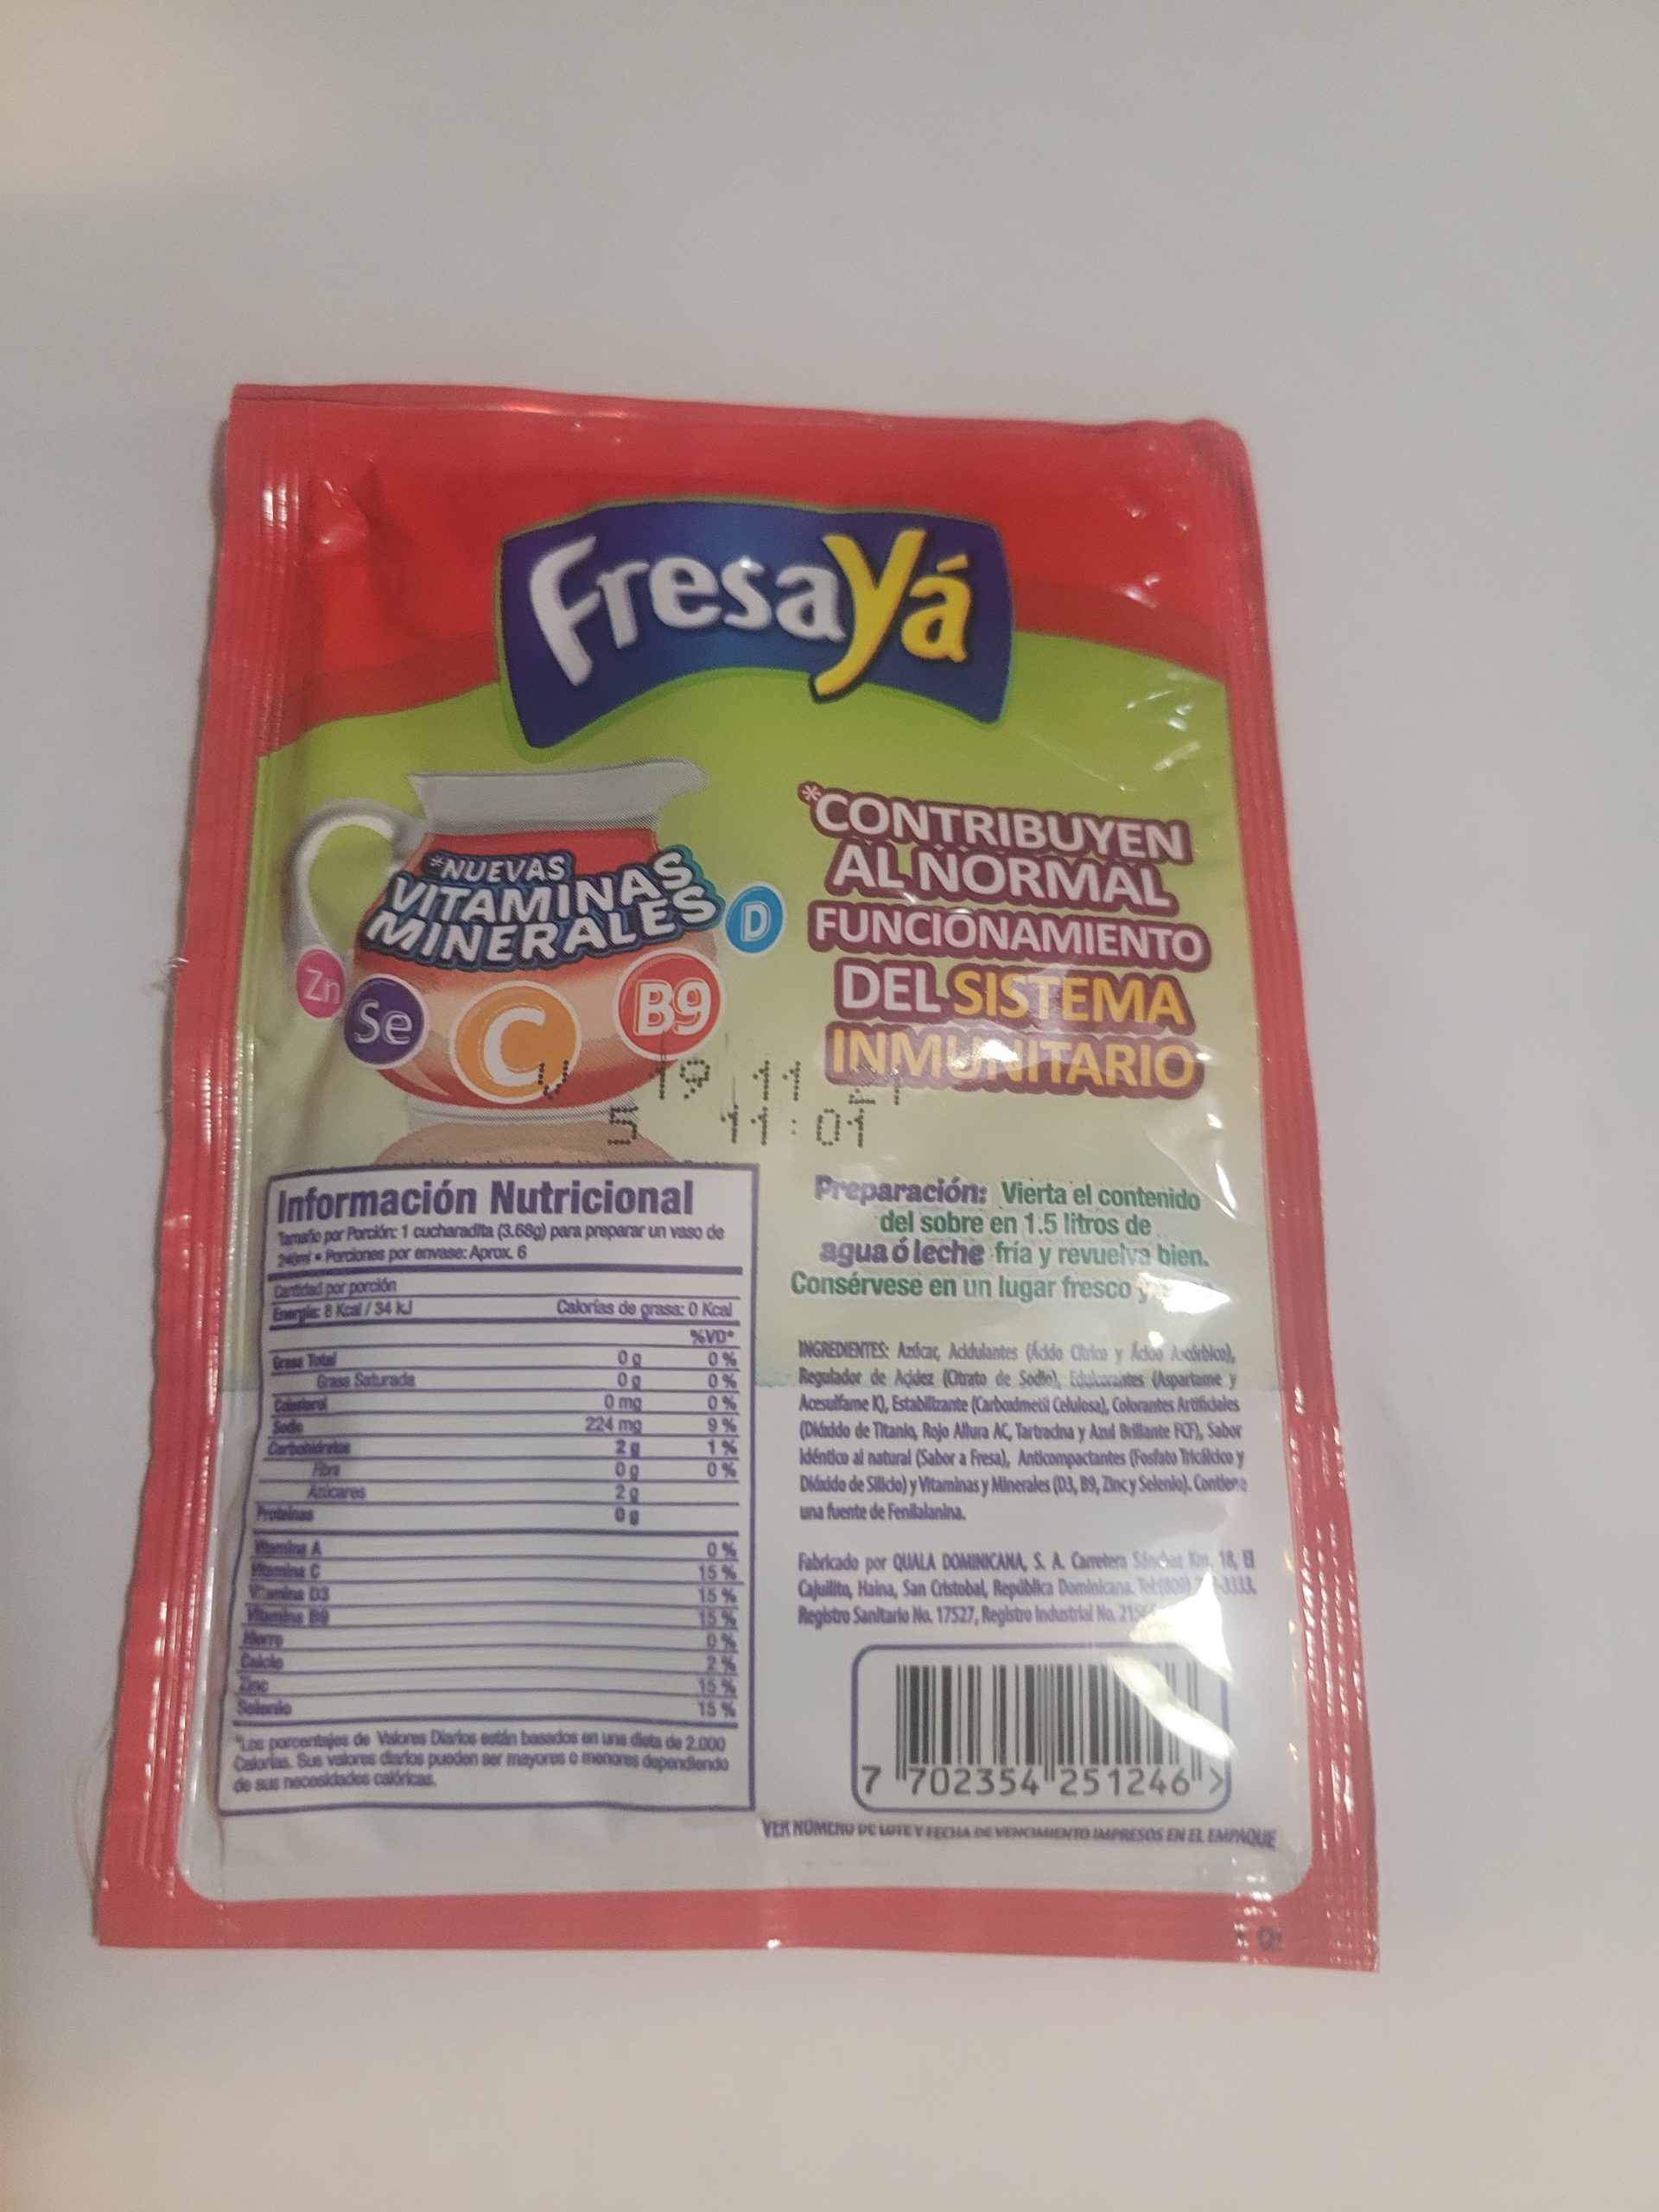 FresaYá
*NUEVAS
VITAMINAS
MINERALES
D
Zn
Se
C
B9
*CONTRIBUYEN
AL NORMAL
FUNCIONAMIENTO
DEL SISTEMA
INMUNITARIO
19 11
5 11:01
Información Nutricional
Tamaño por Porción: 1 cucharadita (3.68g) para preparar un vaso de
240ml • Porciones por envase: Aprox. 6
Cantidad por porción
Energía: 8 Kcal / 34 kJ Calorías de grasa: 0 Kcal
%VD*
Grasa Total 0 g 0 %
Grasa Saturada 0 g 0 %
Colesterol 0 mg 0 %
Sodio 224 mg 9 %
Carbohidratos 2 g 1 %
Fibra 0 g 0 %
Azúcares 2 g
Proteínas 0 g
Vitamina A 0 %
Vitamina C 15 %
Vitamina D3 15 %
Vitamina B9 15 %
Hierro 0 %
Calcio 2 %
Zinc 15 %
Selenio 15 %
*Los porcentajes de Valores Diarios están basados en una dieta de 2.000
Calorías. Sus valores diarios pueden ser mayores o menores dependiendo
de sus necesidades calóricas.
Preparación: Vierta el contenido
del sobre en 1.5 litros de
agua ó leche fría y revuelva bien.
Consérvese en un lugar fresco y
INGREDIENTES: Azúcar, Acidulantes (Ácido Cítrico y Ácido Ascórbico),
Regulador de Acidez (Citrato de Sodio), Edulcorantes (Aspartame y
Acesulfame K), Estabilizante (Carboximetil Celulosa), Colorantes Artificiales
(Dióxido de Titanio, Rojo Allura AC, Tartracina y Azul Brillante FCF), Sabor
Idéntico al natural (Sabor a Fresa), Anticompactantes (Fosfato Tricálcico y
Dióxido de Silicio) y Vitaminas y Minerales (D3, B9, Zinc y Selenio). Contiene
una fuente de Fenilalanina.
Fabricado por QUALA DOMINICANA, S. A. Carretera Sánchez Km. 18, El
Cajuilito, Haina, San Cristobal, República Dominicana. Tel:(809)
Registro Sanitario No. 17527, Registro Industrial No.
7 702354 251246 >
VER NÚMERO DE LOTE Y FECHA DE VENCIMIENTO IMPRESOS EN EL EMPAQUE